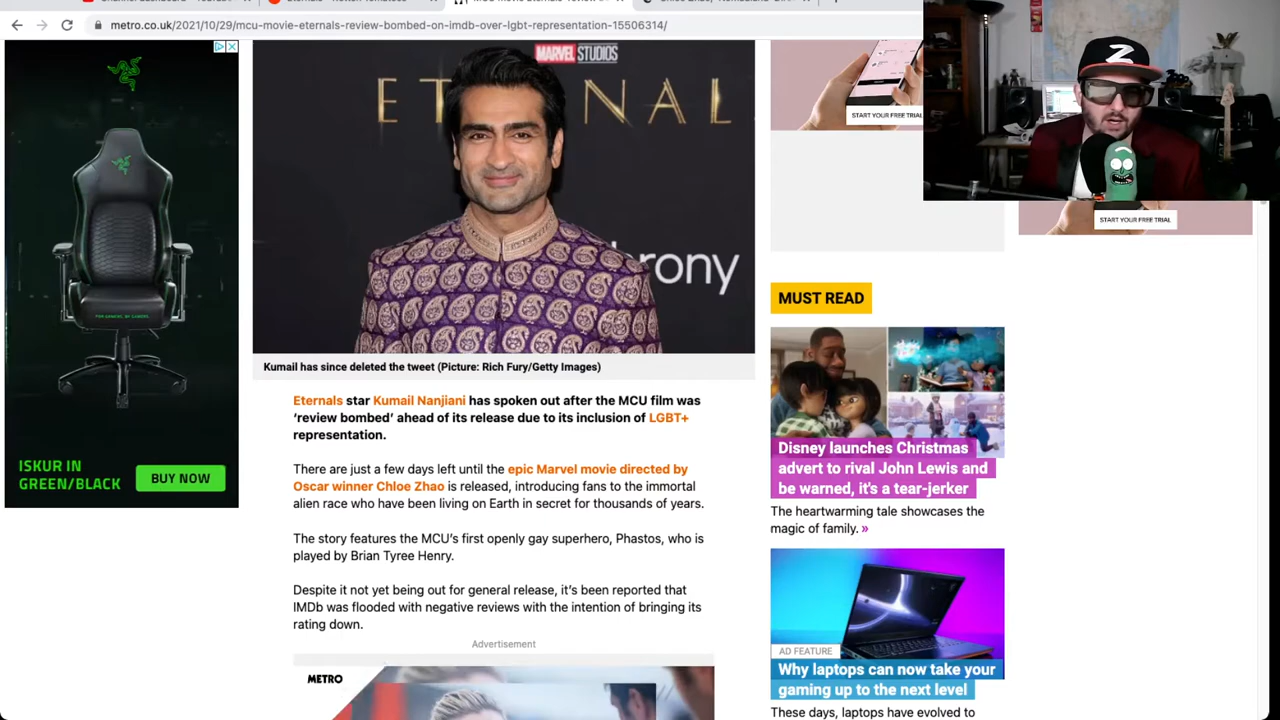 metro.co.uk/2021/10/29/mcu-movie-eternals-review-bombed-on-imdb-over-lgbt-representation-15506314/
MARVEL STUDIOS
ETERNAL
rony
Kumail has since deleted the tweet (Picture: Rich Fury/Getty Images)
Eternals star Kumail Nanjiani has spoken out after the MCU film was
‘review bombed’ ahead of its release due to its inclusion of LGBT+
representation.
There are just a few days left until the epic Marvel movie directed by
Oscar winner Chloe Zhao is released, introducing fans to the immortal
alien race who have been living on Earth in secret for thousands of years.
The story features the MCU’s first openly gay superhero, Phastos, who is
played by Brian Tyree Henry.
Despite it not yet being out for general release, it’s been reported that
IMDb was flooded with negative reviews with the intention of bringing its
rating down.
Advertisement
METRO
ISKUR IN
GREEN/BLACK
BUY NOW
START YOUR FREE TRIAL
START YOUR FREE TRIAL
Z
MUST READ
Disney launches Christmas
advert to rival John Lewis and
be warned, it's a tear-jerker
The heartwarming tale showcases the
magic of family. »
AD FEATURE
Why laptops can now take your
gaming up to the next level
These days, laptops have evolved to